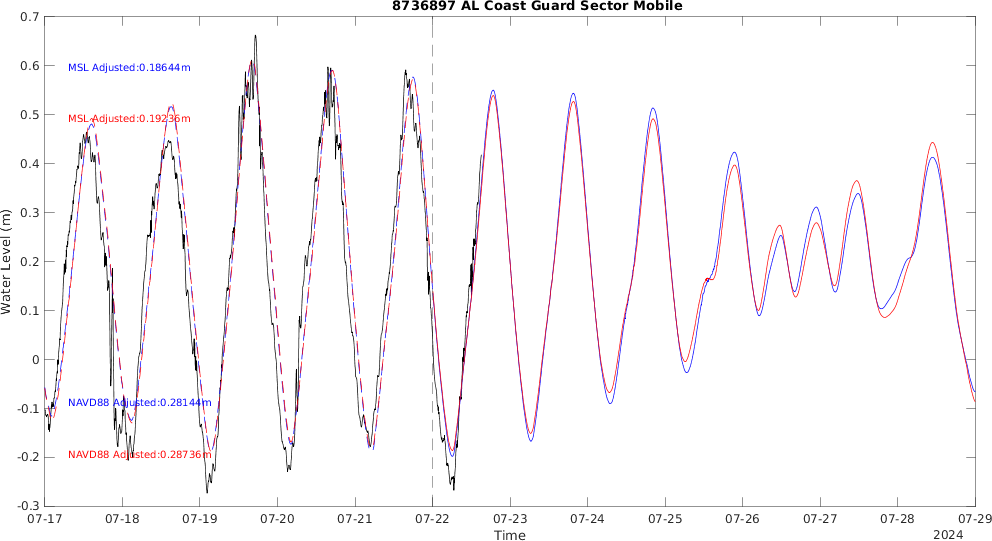 8736897 AL Coast Guard Sector Mobile
0.7
0.6
0.5
0.4
0.3
0.2
0.1
0
-0.1
-0.2
-0.3
Water Level (m)
MSL Adjusted:0.18644m
MSL Adjusted:0.19236m
NAVD88 Adjusted:0.28144m
NAVD88 Adjusted:0.28736m
07-17 07-18 07-19 07-20 07-21 07-22 07-23 07-24 07-25 07-26 07-27 07-28 07-29
Time
2024